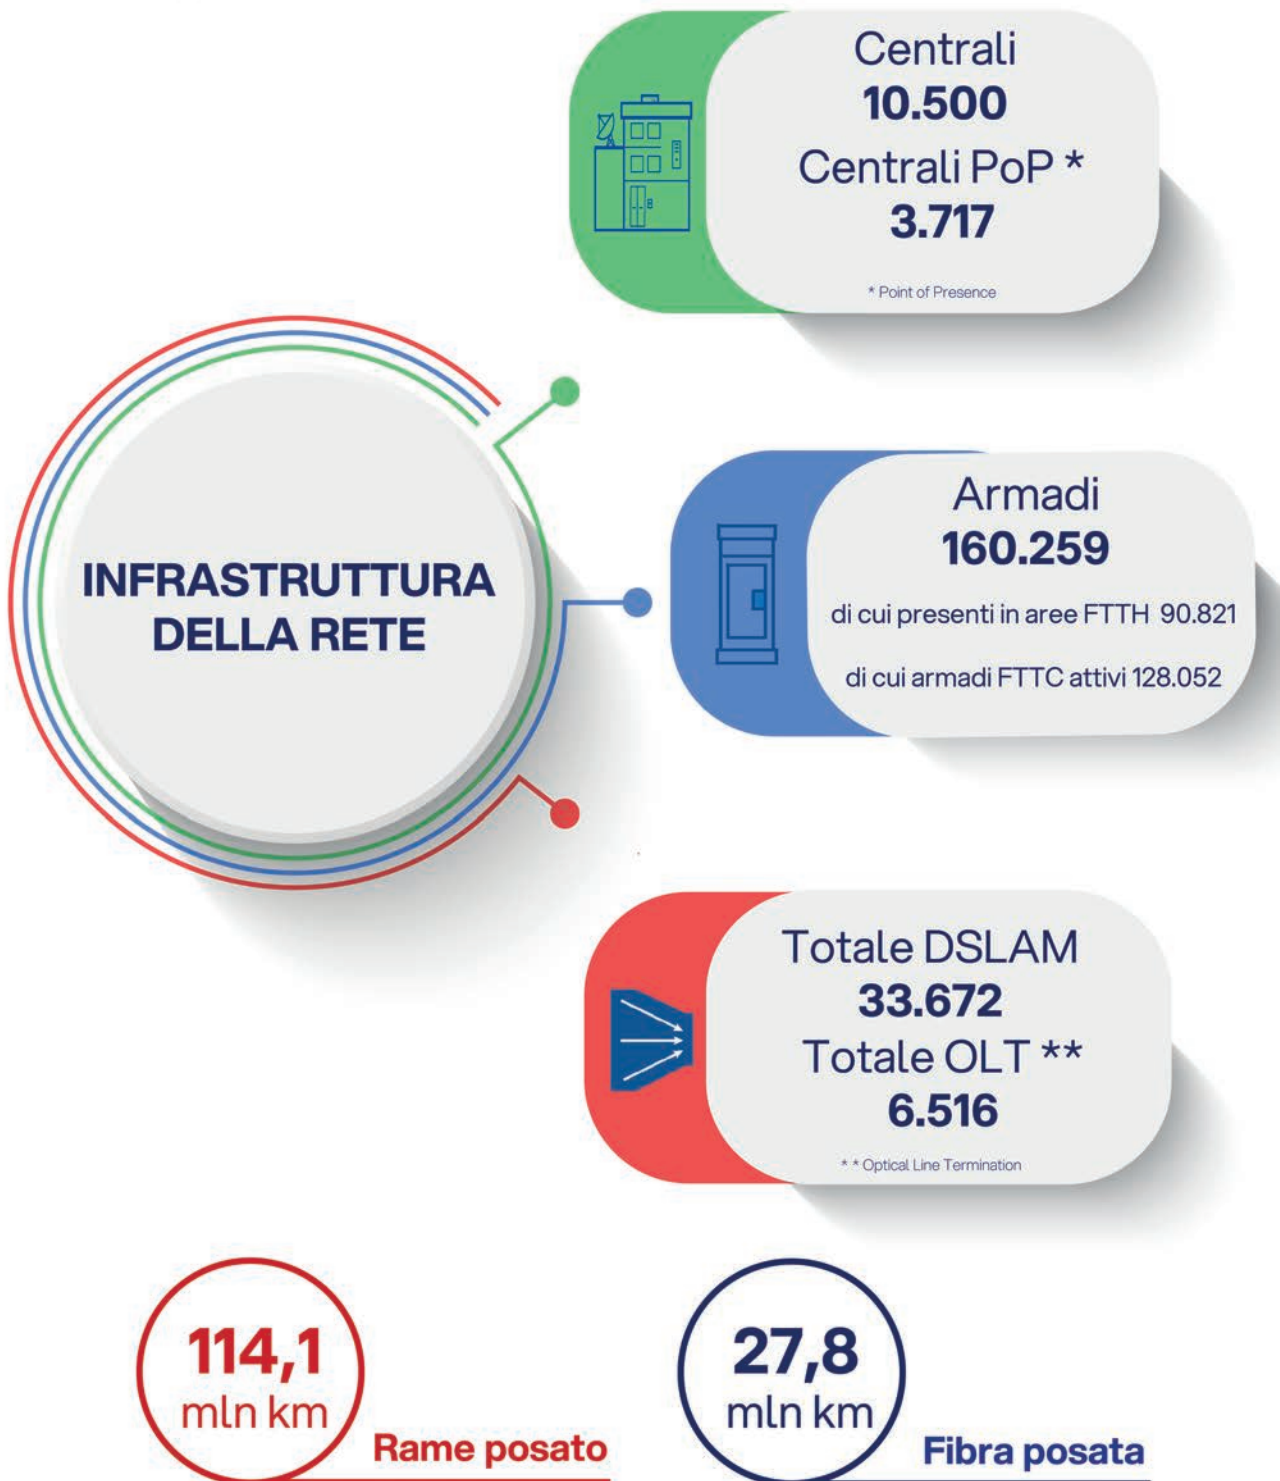 Centrali
10.500
Centrali PoP *
3.717
* Point of Presence
INFRASTRUTTURA
DELLA RETE
Armadi
160.259
di cui presenti in aree FTTH 90.821
di cui armadi FTTC attivi 128.052
Totale DSLAM
33.672
Totale OLT **
6.516
* * Optical Line Termination
114,1
mln km
Rame posato
27,8
mln km
Fibra posata